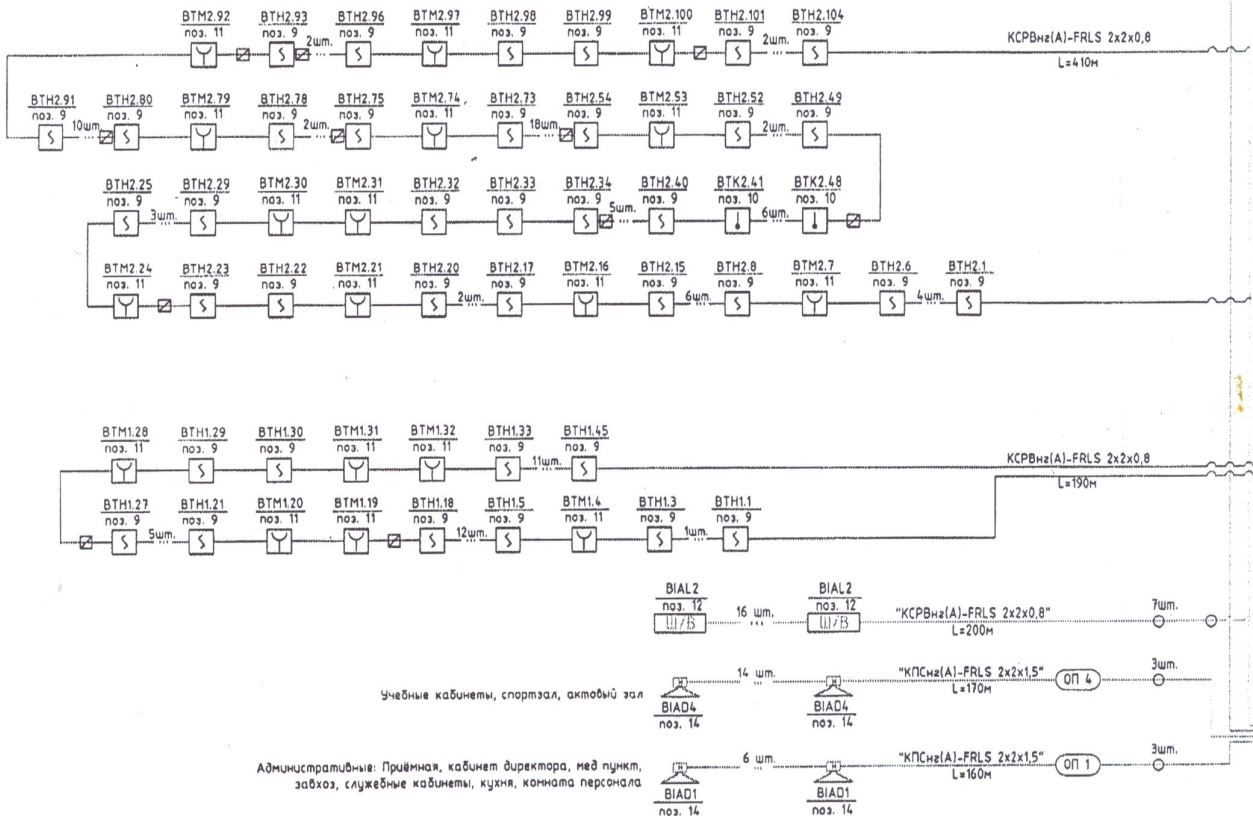 BTM2.92 BTH2.93 BTH2.96 BTM2.97 BTH2.98 BTH2.99 BTM2.100 BTH2.101 BTH2.104
поз. 11 поз. 9 2шт. поз. 9 поз. 11 поз. 9 поз. 9 поз. 11 поз. 9 2шт. поз. 9
КСРВнг(А)-FRLS 2x2x0,8
L=410м
BTH2.91 BTH2.80 BTM2.79 BTH2.78 BTH2.75 BTM2.74 BTH2.73 BTH2.54 BTM2.53 BTH2.52 BTH2.49
поз. 9 10шт. поз. 9 поз. 11 поз. 9 2шт. поз. 9 поз. 11 поз. 9 18шт. поз. 9 поз. 11 поз. 9 2шт. поз. 9
BTH2.25 BTH2.29 BTM2.30 BTM2.31 BTH2.32 BTH2.33 BTH2.34 BTH2.40 BTK2.41 BTK2.48
поз. 9 3шт. поз. 9 поз. 11 поз. 11 поз. 9 поз. 9 поз. 9 5шт. поз. 9 поз. 10 6шт. поз. 10
BTM2.24 BTH2.23 BTH2.22 BTM2.21 BTH2.20 BTH2.17 BTM2.16 BTH2.15 BTH2.8 BTM2.7 BTH2.6 BTH2.1
поз. 11 поз. 9 поз. 9 поз. 11 поз. 9 2шт. поз. 9 поз. 11 поз. 9 6шт. поз. 9 поз. 11 поз. 9 4шт. поз. 9
BTM1.28 BTH1.29 BTH1.30 BTM1.31 BTM1.32 BTH1.33 BTH1.45
поз. 11 поз. 9 поз. 9 поз. 11 поз. 11 поз. 9 11шт. поз. 9
КСРВнг(А)-FRLS 2x2x0,8
L=190м
BTH1.27 BTH1.21 BTM1.20 BTM1.19 BTH1.18 BTH1.5 BTM1.4 BTH1.3 BTH1.1
поз. 9 5шт. поз. 9 поз. 11 поз. 11 поз. 9 12шт. поз. 9 поз. 11 поз. 9 1шт. поз. 9
BIAL2 BIAL2
поз. 12 16 шт. поз. 12 "КСРВнг(А)-FRLS 2x2x0,8" 7шт.
Ш/В Ш/В L=200м
14 шт. "КПСнг(А)-FRLS 2x2x1,5" ОП 4 3шт.
Учебные кабинеты, спортзал, актовый зал
L=170м
BIAD4 BIAD4
поз. 14 поз. 14
6 шт. "КПСнг(А)-FRLS 2x2x1,5" ОП 1 3шт.
Административные: Приёмная, кабинет директора, мед пункт,
L=160м
завхоз, служебные кабинеты, кухня, комната персонала
BIAD1 BIAD1
поз. 14 поз. 14